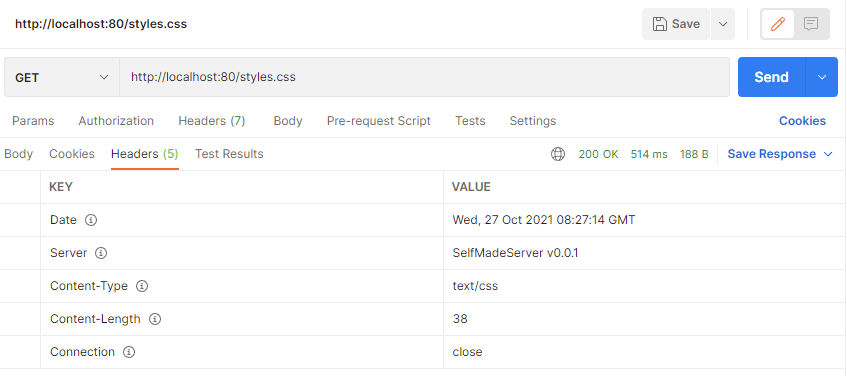 http://localhost:80/styles.css Save
GET http://localhost:80/styles.css Send
Params Authorization Headers (7) Body Pre-request Script Tests Settings Cookies
Body Cookies Headers (5) Test Results 200 OK 514 ms 188 B Save Response
KEY VALUE
Date Wed, 27 Oct 2021 08:27:14 GMT
Server SelfMadeServer v0.0.1
Content-Type text/css
Content-Length 38
Connection close